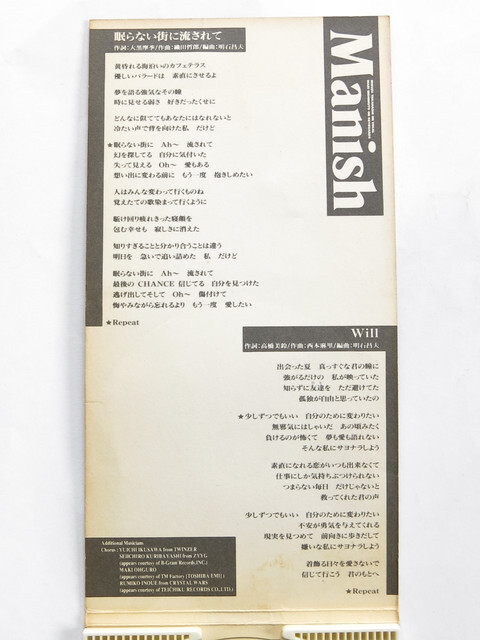 眠らない街に流されて
作詞:大黒摩季/作曲:織田哲郎/編曲:明石昌夫
Manish
黄昏れる海沿いのカフェテラス
優しいバラードは 素直にさせるよ
夢を語る強気なその瞳
時に見せる弱さ 好きだったくせに
どんなに似ててもあなたにはなれないと
冷たい声で背を向けた私 だけど
★眠らない街に Ah〜 流されて
幻を探してる 自分に気付いた
失って見える Oh〜 愛もある
想い出に変わる前に もう一度 抱きしめたい
人はみんな変わって行くものね
覚えたての歌染まって行くように
駆け回り疲れきった寝顔を
包む幸せも 寂しさに消えた
知りすぎることと分かり合うことは違う
明日を 急いで追い詰めた 私 だけど
眠らない街に Ah〜 流されて
最後の CHANCE 信じてる 自分を見つけた
逃げ出してそして Oh〜 傷付けて
悔やみながら忘れるより もう一度 愛したい
★Repeat
Will
作詞:高橋美鈴/作曲:西本麻里/編曲:明石昌夫
出会った夏 真っすぐな君の瞳に
強がるだけの 私が映っていた
知らずに友達を ただ避けてた
孤独が自由と思っていたの
★少しずつでもいい 自分のために変わりたい
無邪気にはしゃいだ あの頃みたく
負けるのが怖くて 夢も愛も語れない
そんな私にサヨナラしよう
素直になれる恋がいつも出来なくて
仕事にしか気持ちぶつけられない
つまらない毎日 だけじゃないと
救ってくれた君の声
少しずつでもいい 自分のために変わりたい
不安が勇気を与えてくれる
現実を見つめて 前向きに歩きだして
嫌いな私にサヨナラしよう
着飾る日々を愛さないで
信じて行こう 君のもとへ
★Repeat
Additional Musicians
Chorus : YUICHI IKUSAWA from TWINZER
SEIICHIRO KURIBAYASHI from ZYYG
(appears courtesy of B-Gram Records,INC.)
MAKI OHGURO
(appears courtesy of TM Factory [TOSHIBA EMI])
RUMIKO INOUE from CRYSTAL WARS
(appears courtesy of TEICHIKU RECORDS CO.,LTD.)